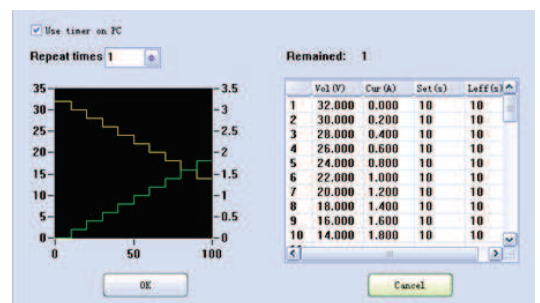 Use timer on PC
Repeat times 1
Remained: 1
35 3.5
30 3
25 2.5
20 2
15 1.5
10 1
5 0.5
0 0
0 50 100
Vol(V) Cur(A) Set(s) Leff(s)
1 32.000 0.000 10 10
2 30.000 0.200 10 10
3 28.000 0.400 10 10
4 26.000 0.600 10 10
5 24.000 0.800 10 10
6 22.000 1.000 10 10
7 20.000 1.200 10 10
8 18.000 1.400 10 10
9 16.000 1.600 10 10
10 14.000 1.800 10 10
OK
Cancel